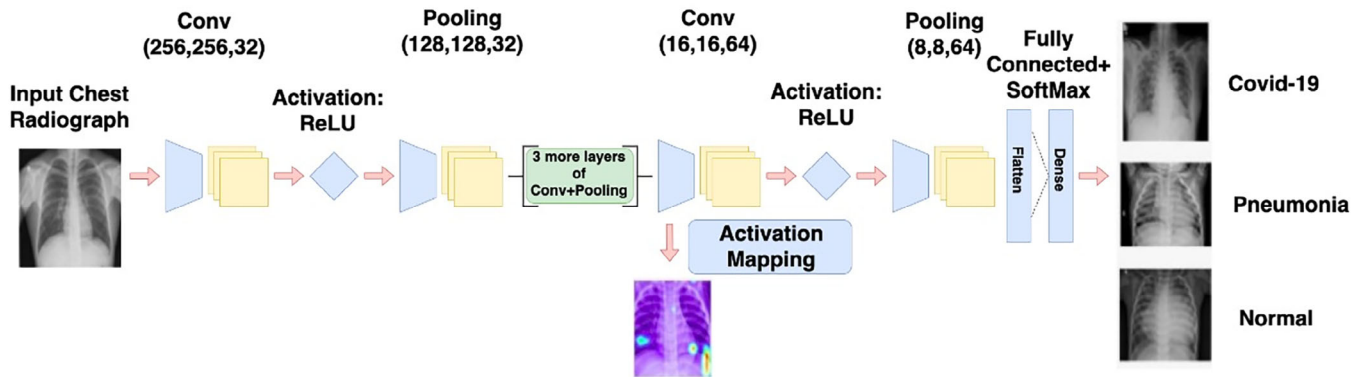 Conv
(256,256,32)
Pooling
(128,128,32)
Conv
(16,16,64)
Pooling
(8,8,64)
Fully
Connected+
SoftMax
Input Chest
Radiograph
Activation:
ReLU
Activation:
ReLU
3 more layers
of
Conv+Pooling
Flatten
Dense
Activation
Mapping
Covid-19
Pneumonia
Normal